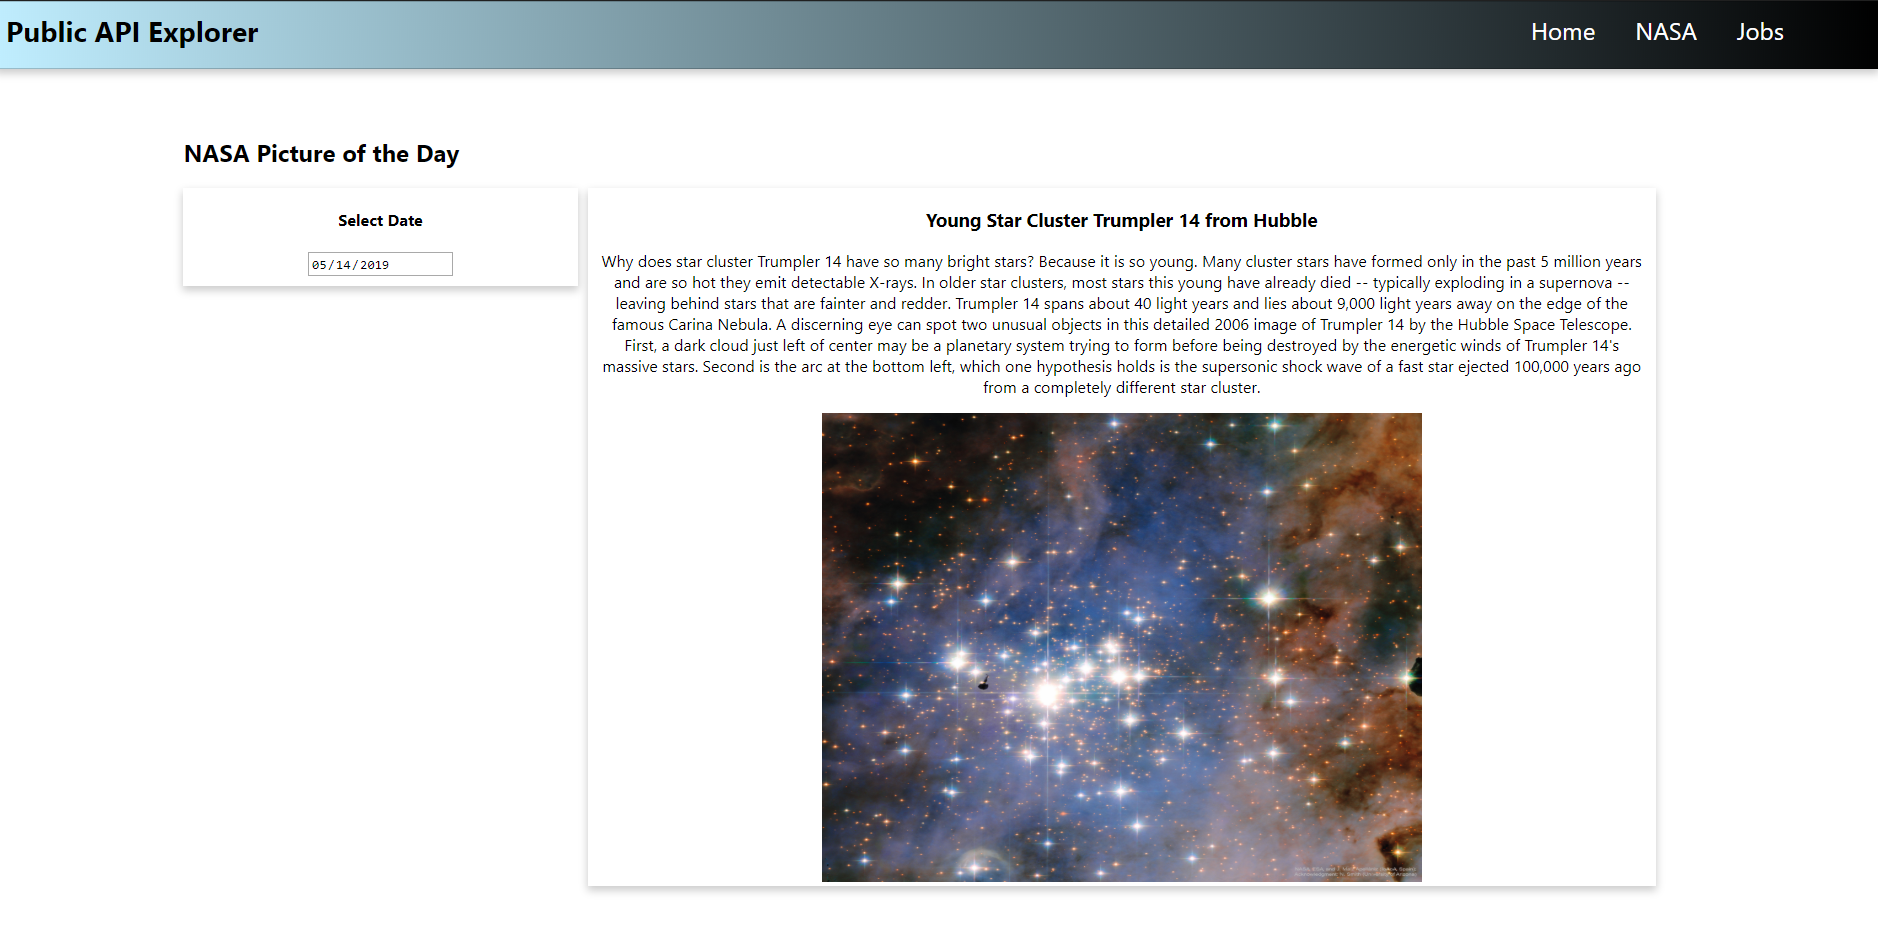 Public API Explorer
Home NASA Jobs
NASA Picture of the Day
Select Date
05/14/2019
Young Star Cluster Trumpler 14 from Hubble
Why does star cluster Trumpler 14 have so many bright stars? Because it is so young. Many cluster stars have formed only in the past 5 million years
and are so hot they emit detectable X-rays. In older star clusters, most stars this young have already died -- typically exploding in a supernova --
leaving behind stars that are fainter and redder. Trumpler 14 spans about 40 light years and lies about 9,000 light years away on the edge of the
famous Carina Nebula. A discerning eye can spot two unusual objects in this detailed 2006 image of Trumpler 14 by the Hubble Space Telescope.
First, a dark cloud just left of center may be a planetary system trying to form before being destroyed by the energetic winds of Trumpler 14's
massive stars. Second is the arc at the bottom left, which one hypothesis holds is the supersonic shock wave of a fast star ejected 100,000 years ago
from a completely different star cluster.